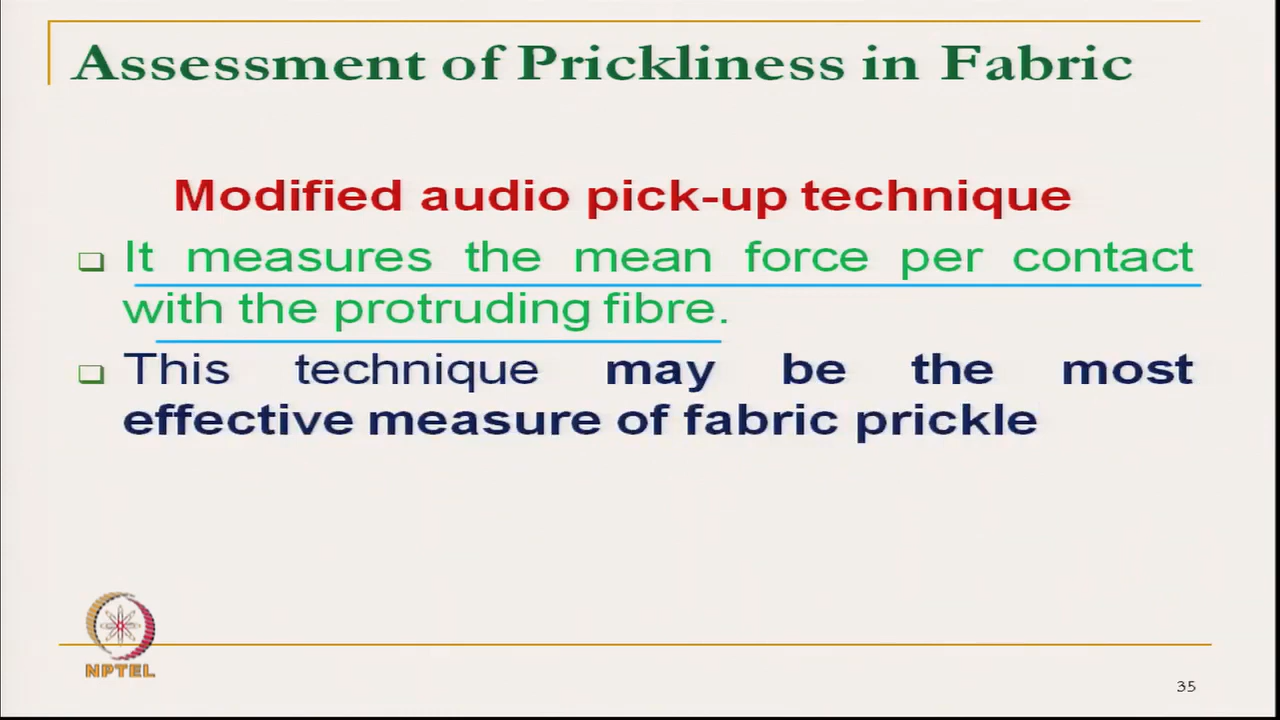 Assessment of Prickliness in Fabric
Modified audio pick-up technique
It measures the mean force per contact
with the protruding fibre.
This technique may be the most
effective measure of fabric prickle
NPTEL
35